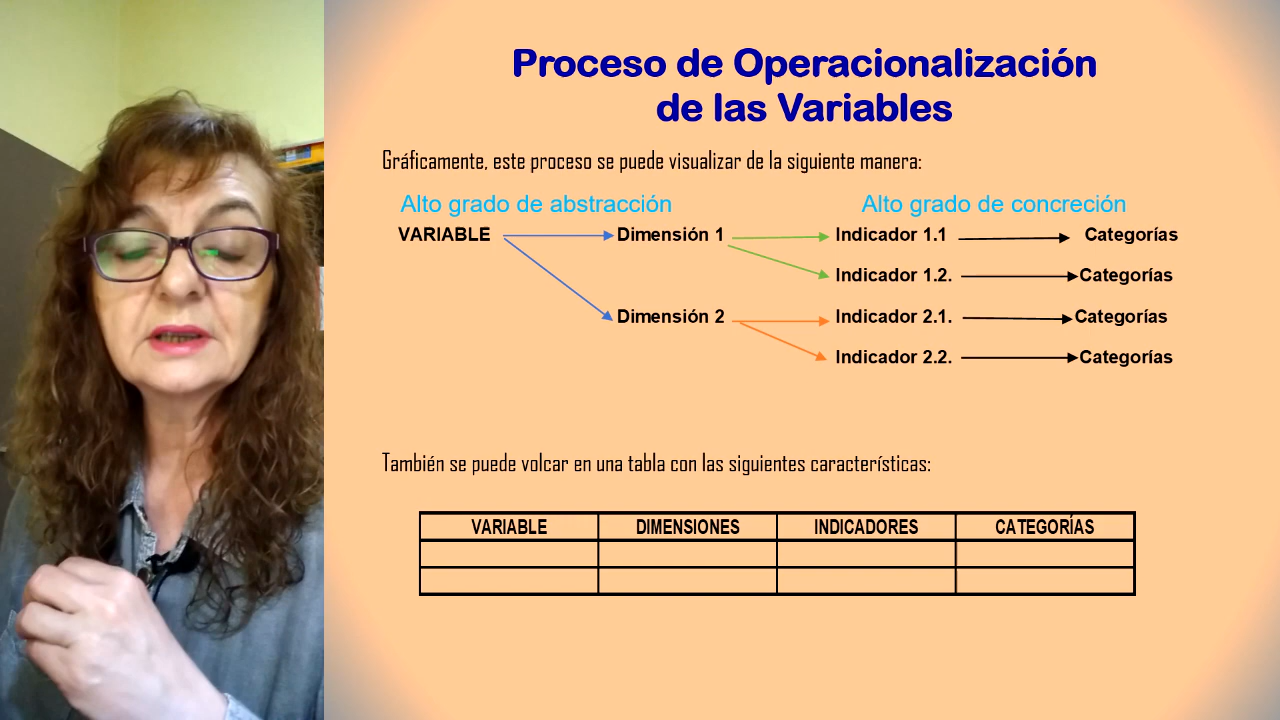 Proceso de Operacionalización
de las Variables
Gráficamente, este proceso se puede visualizar de la siguiente manera:
Alto grado de abstracción Alto grado de concreción
VARIABLE Dimensión 1 Indicador 1.1 Categorías
Indicador 1.2. Categorías
Dimensión 2 Indicador 2.1. Categorías
Indicador 2.2. Categorías
También se puede volcar en una tabla con las siguientes características:
VARIABLE DIMENSIONES INDICADORES CATEGORÍAS